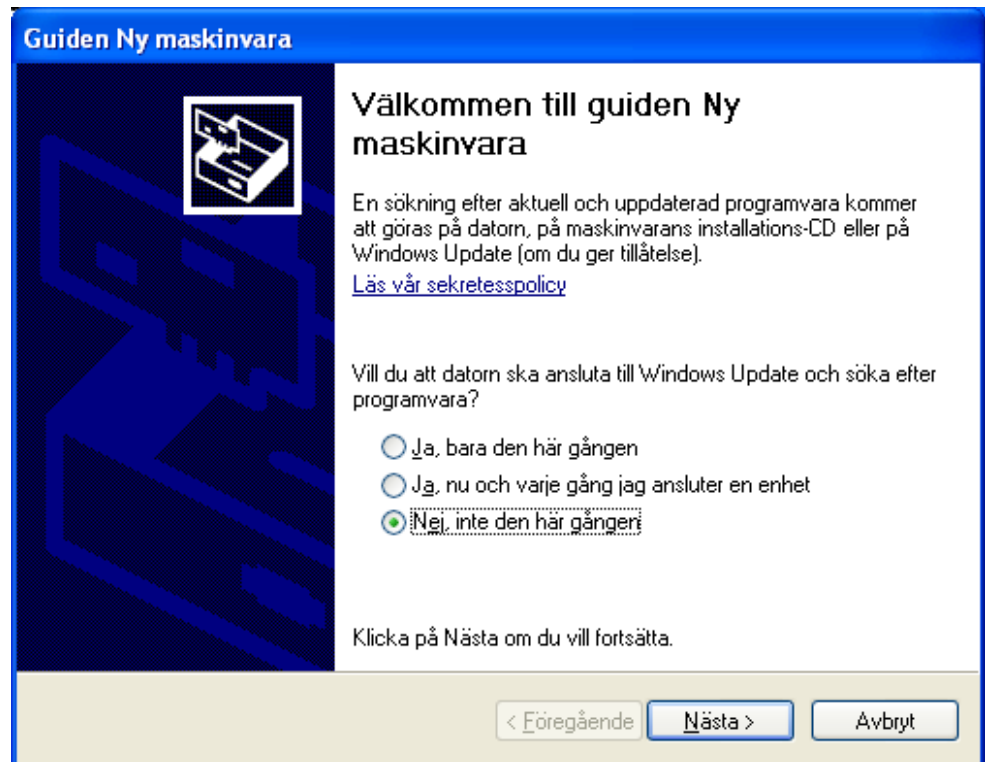 Guiden Ny maskinvara
Välkommen till guiden Ny
maskinvara
En sökning efter aktuell och uppdaterad programvara kommer
att göras på datorn, på maskinvarans installations-CD eller på
Windows Update (om du ger tillåtelse).
Läs vår sekretesspolicy
Vill du att datorn ska ansluta till Windows Update och söka efter
programvara?
Ja, bara den här gången
Ja, nu och varje gång jag ansluter en enhet
Nej, inte den här gången
Klicka på Nästa om du vill fortsätta.
< Föregående
Nästa >
Avbryt